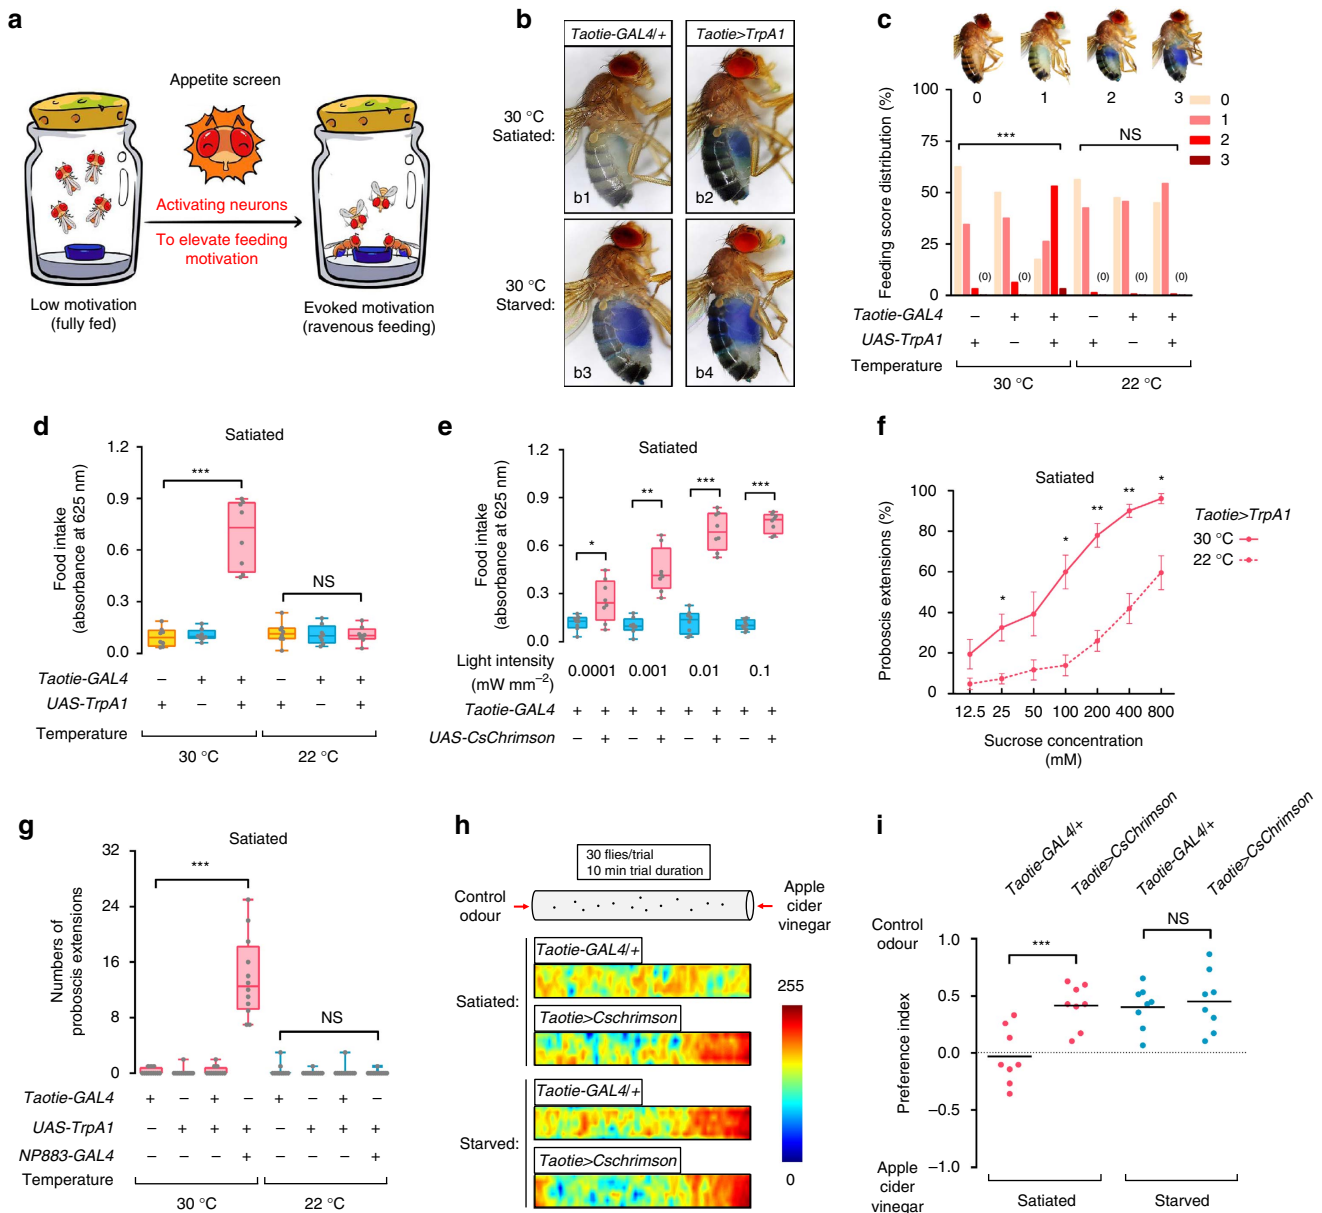 a
Appetite screen
Activating neurons
To elevate feeding
motivation
Low motivation
(fully fed)
Evoked motivation
(ravenous feeding)
b
Taotie-GAL4/+
Taotie>TrpA1
30 °C
Satiated:
b1
b2
30 °C
Starved:
b3
b4
c
0
1
2
3
Feeding score distribution (%)
100
75
50
25
0
***
NS
0
1
2
3
(0)
(0)
(0)
(0)
(0)
Taotie-GAL4 – + + – + +
UAS-TrpA1 + – + + – +
Temperature
30 °C
22 °C
d
Satiated
Food intake
(absorbance at 625 nm)
1.2
0.9
0.6
0.3
0.0
***
NS
Taotie-GAL4 – + + – + +
UAS-TrpA1 + – + + – +
Temperature
30 °C
22 °C
e
Satiated
Food intake
(absorbance at 625 nm)
1.2
0.9
0.6
0.3
0.0
*
**
***
***
Light intensity
(mW mm–2)
0.0001 0.001 0.01 0.1
Taotie-GAL4 + + + + + + + +
UAS-CsChrimson – + – + – + – +
f
Satiated
Proboscis extensions (%)
100
80
60
40
20
0
*
*
**
**
*
12.5 25 50 100 200 400 800
Sucrose concentration
(mM)
Taotie>TrpA1
30 °C
22 °C
g
Satiated
Numbers of
proboscis extensions
32
24
16
8
0
***
NS
Taotie-GAL4 + – + – + – + –
UAS-TrpA1 – + + + – + + +
NP883-GAL4 – – – + – – – +
Temperature
30 °C
22 °C
h
30 flies/trial
10 min trial duration
Control
odour
Apple
cider
vinegar
Satiated:
Taotie-GAL4/+
Taotie>Cschrimson
Starved:
Taotie-GAL4/+
Taotie>Cschrimson
255
0
i
Taotie-GAL4/+
Taotie>CsChrimson
Taotie-GAL4/+
Taotie>CsChrimson
Control
odour
Preference index
1.0
0.5
0.0
–0.5
–1.0
***
NS
Apple
cider
vinegar
Satiated
Starved